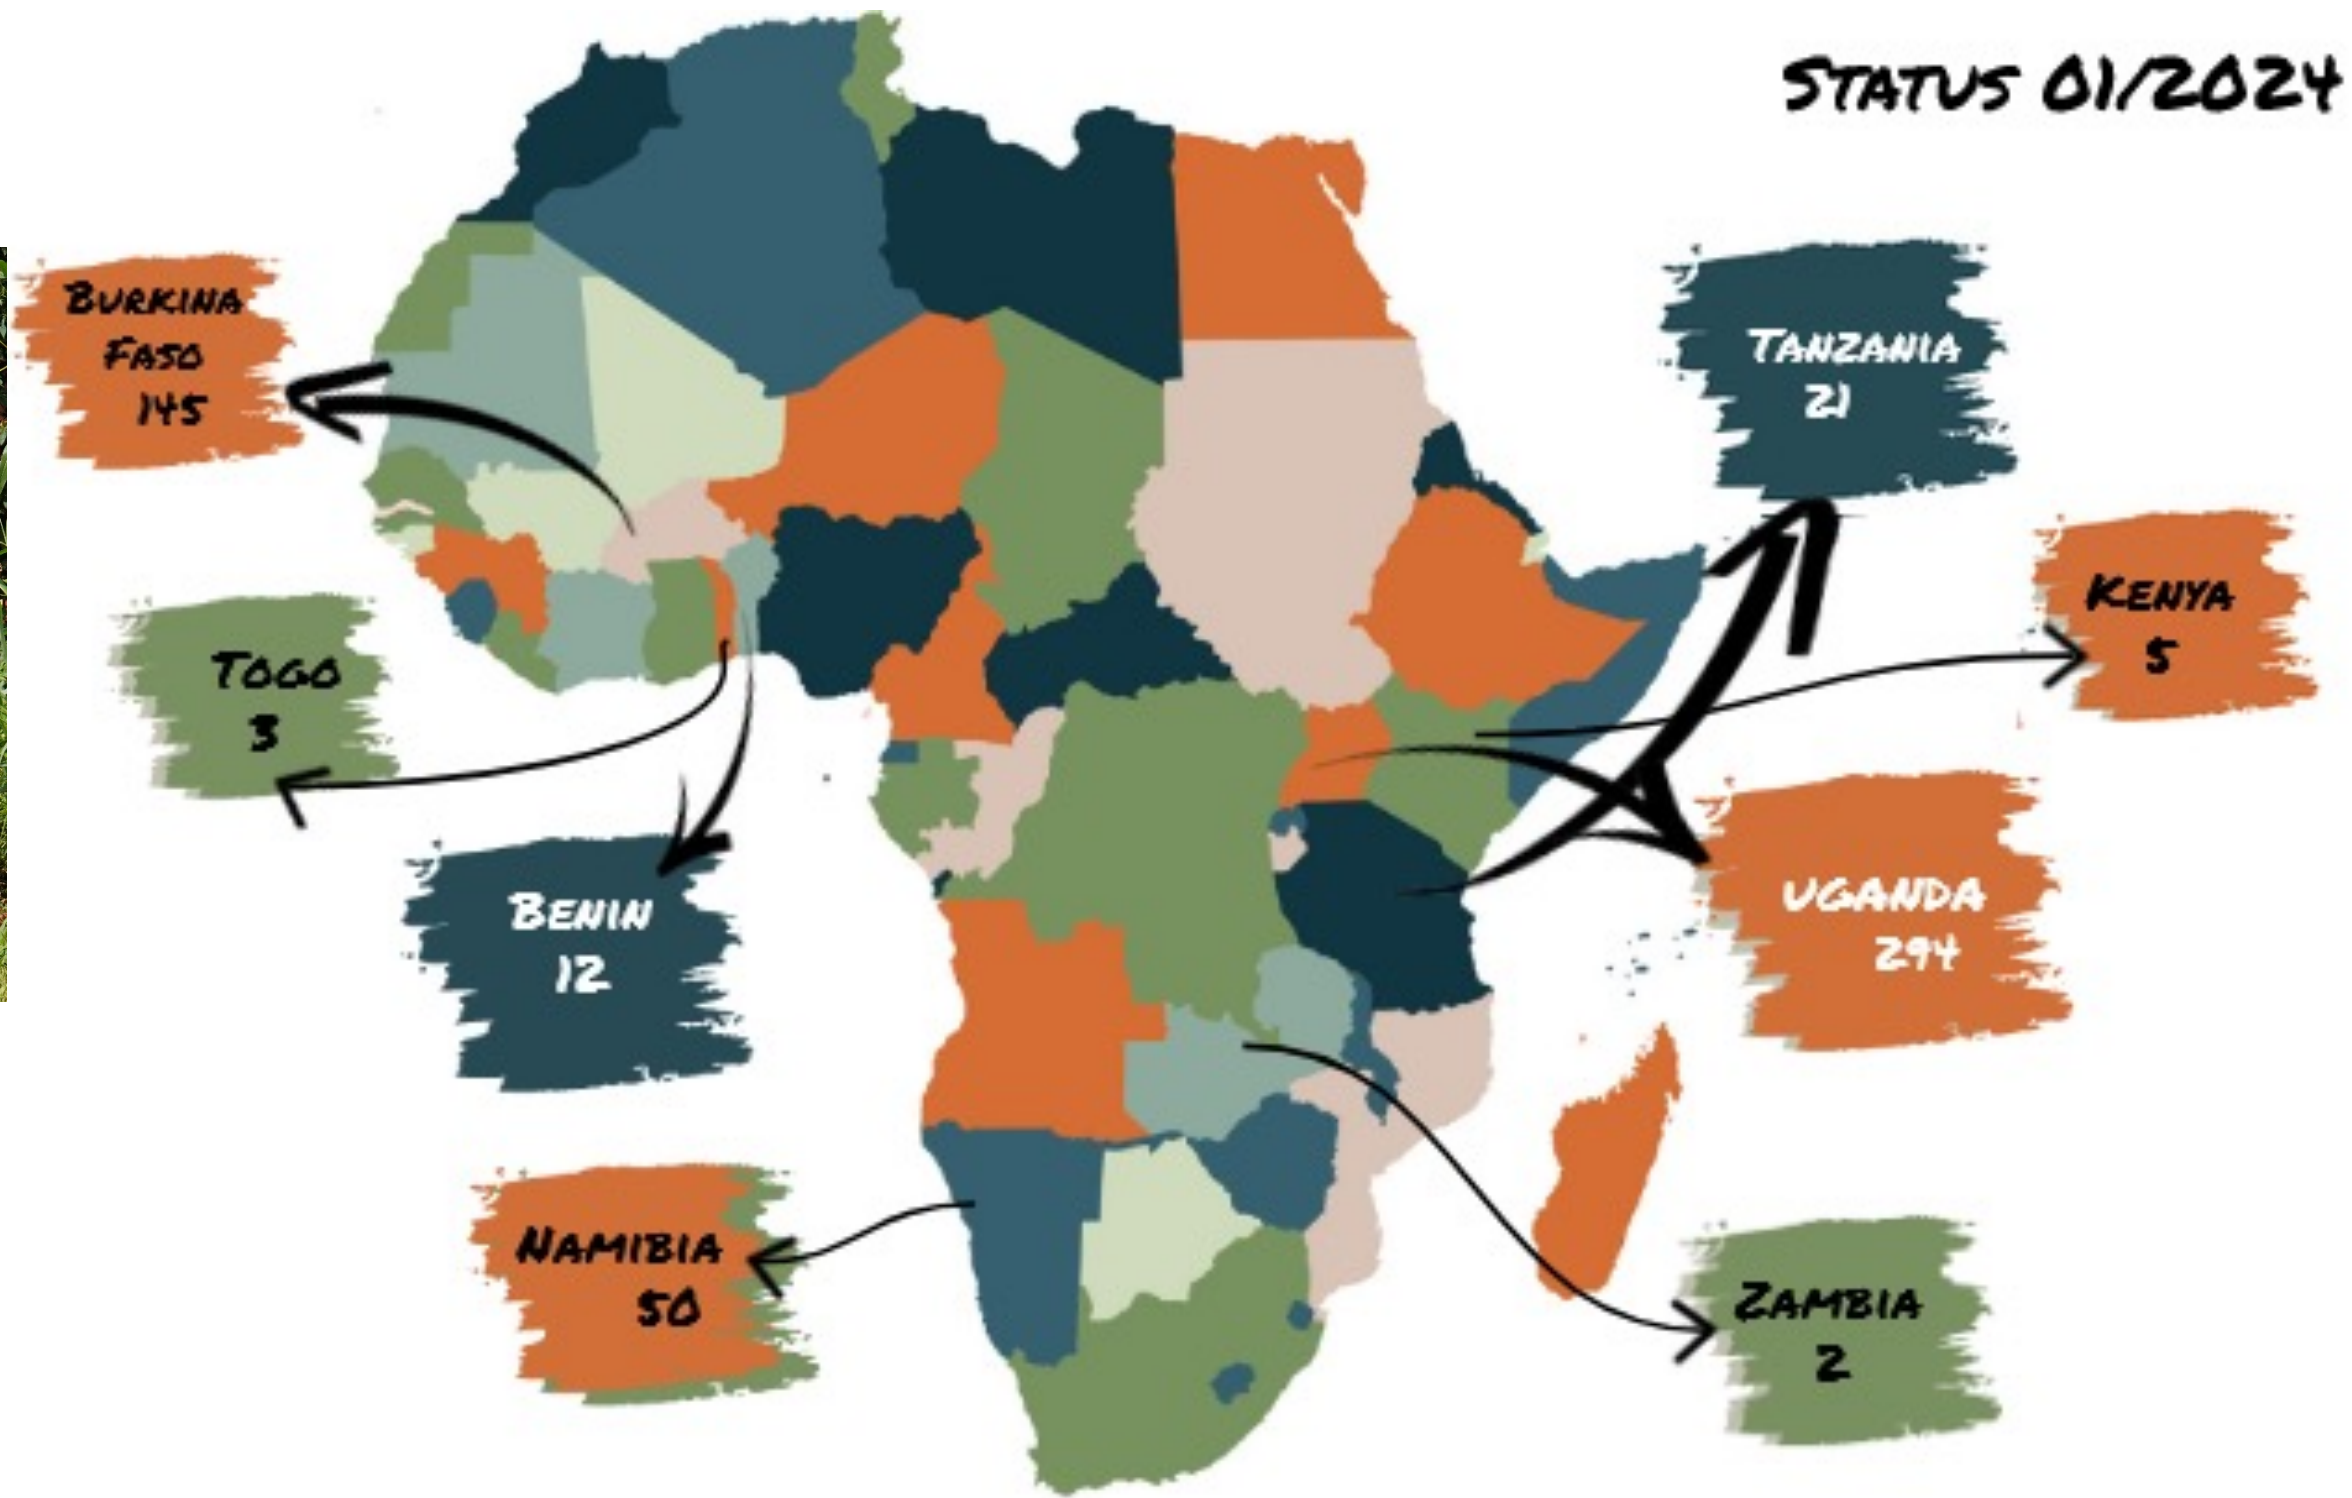 STATUS 01/2024
BURKINA
FASO
145
TANZANIA
21
KENYA
5
TOGO
3
UGANDA
294
BENIN
12
NAMIBIA
50
ZAMBIA
2